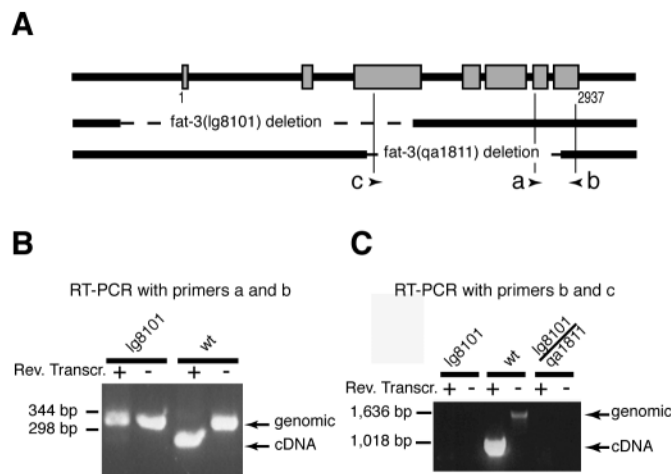 A
1
2937
fat-3(lg8101) deletion
fat-3(qa1811) deletion
c
a
b
B
RT-PCR with primers a and b
lg8101
wt
Rev. Transcr. + - + -
344 bp
298 bp
genomic
cDNA
C
RT-PCR with primers b and c
lg8101
wt
lg8101
qa1811
Rev. Transcr. + - + - + -
1,636 bp
1,018 bp
genomic
cDNA